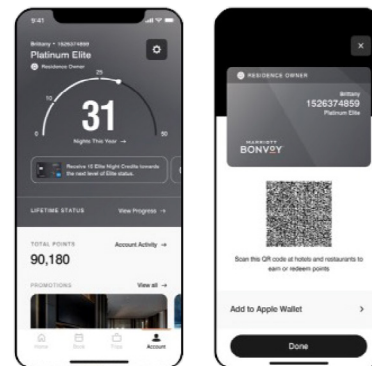 9:41
Brittany • 1526374859
Platinum Elite
Residence Owner
25
10
0
31
50
Nights This Year →
Receive 10 Elite Night Credits towards
the next level of Elite status.
LIFETIME STATUS View Progress →
TOTAL POINTS Account Activity →
90,180
PROMOTIONS View all →
Home Book Trips Account
×
RESIDENCE OWNER
Brittany
1526374859
Platinum Elite
MARRIOTT
BONVOY
Scan this QR code at hotels and restaurants to
earn or redeem points
Add to Apple Wallet >
Done